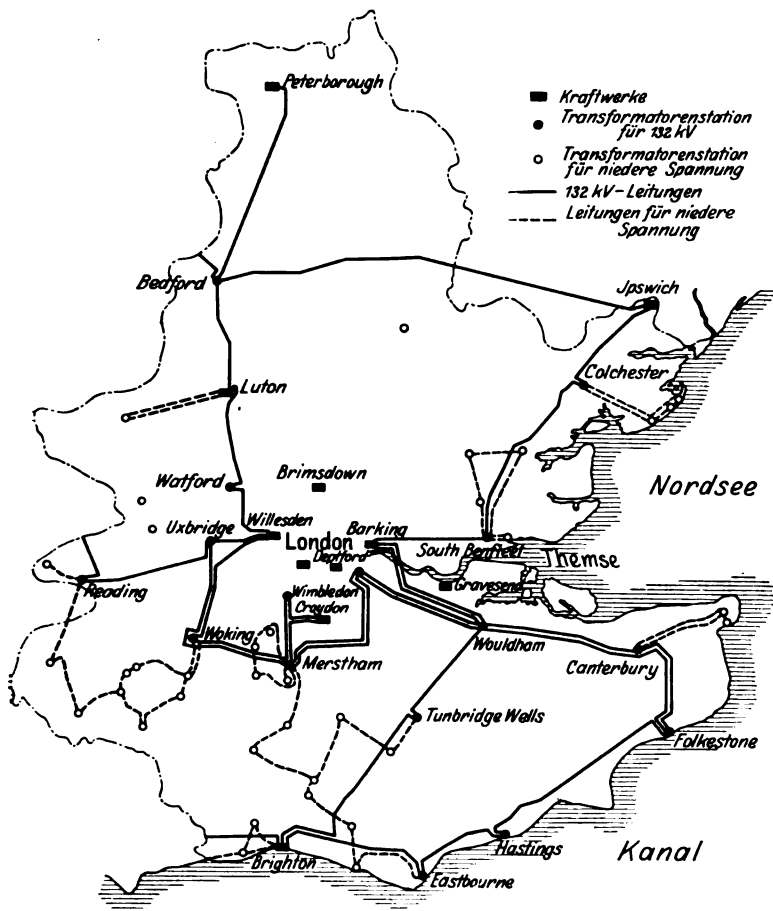 Peterborough
Kraftwerke
Transformatorenstation
für 132 kV
Transformatorenstation
für niedere Spannung
132 kV-Leitungen
Leitungen für niedere
Spannung
Bedford
Jpswich
Colchester
Luton
Watford
Brimsdown
Nordsee
Willesden
Uxbridge
London
Barking
South Benfleet
Themse
Deptford
Gravesend
Reading
Wimbledon
Croydon
Woking
Merstham
Wouldham
Canterbury
Tunbridge Wells
Folkestone
Hastings
Kanal
Brighton
Eastbourne